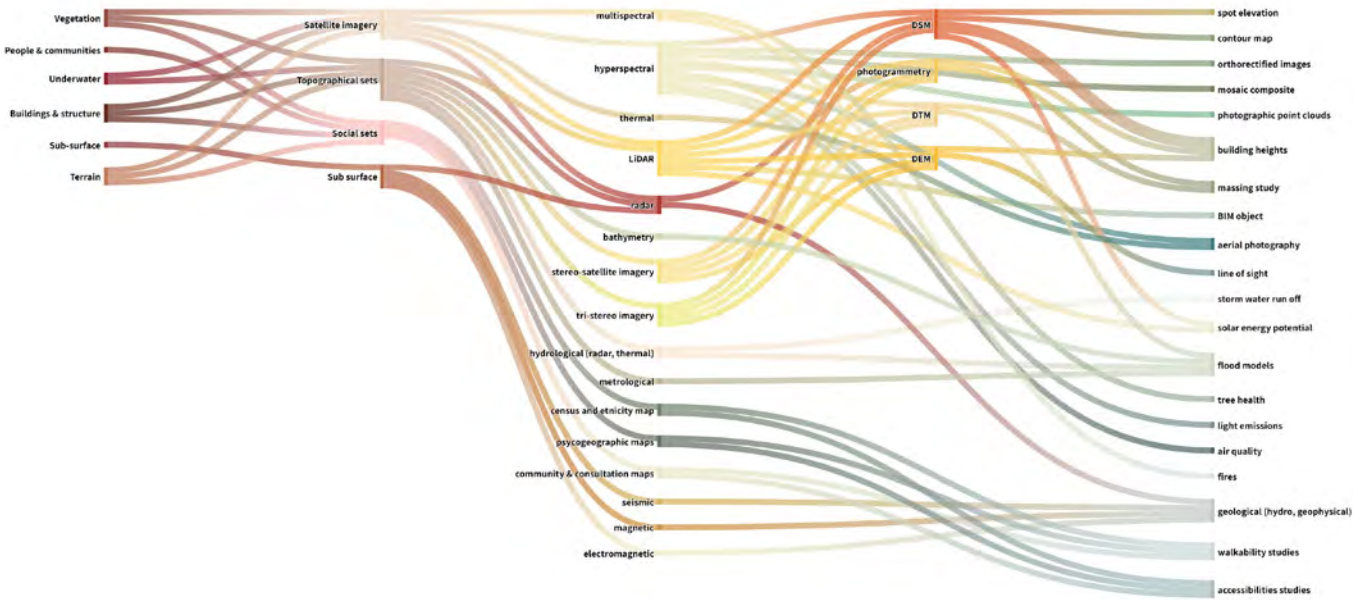 Vegetation
People & communities
Underwater
Buildings & structure
Sub-surface
Terrain
Satellite imagery
Topographical sets
Social sets
Sub surface
multispectral
hyperspectral
thermal
LiDAR
radar
bathymetry
stereo-satellite imagery
tri-stereo imagery
hydrological (radar, thermal)
metrological
census and etnicity map
psycogeographic maps
community & consultation maps
seismic
magnetic
electromagnetic
DSM
photogrammetry
DTM
DEM
spot elevation
contour map
orthorectified images
mosaic composite
photographic point clouds
building heights
massing study
BIM object
aerial photography
line of sight
storm water run off
solar energy potential
flood models
tree health
light emissions
air quality
fires
geological (hydro, geophysical)
walkability studies
accessibilities studies